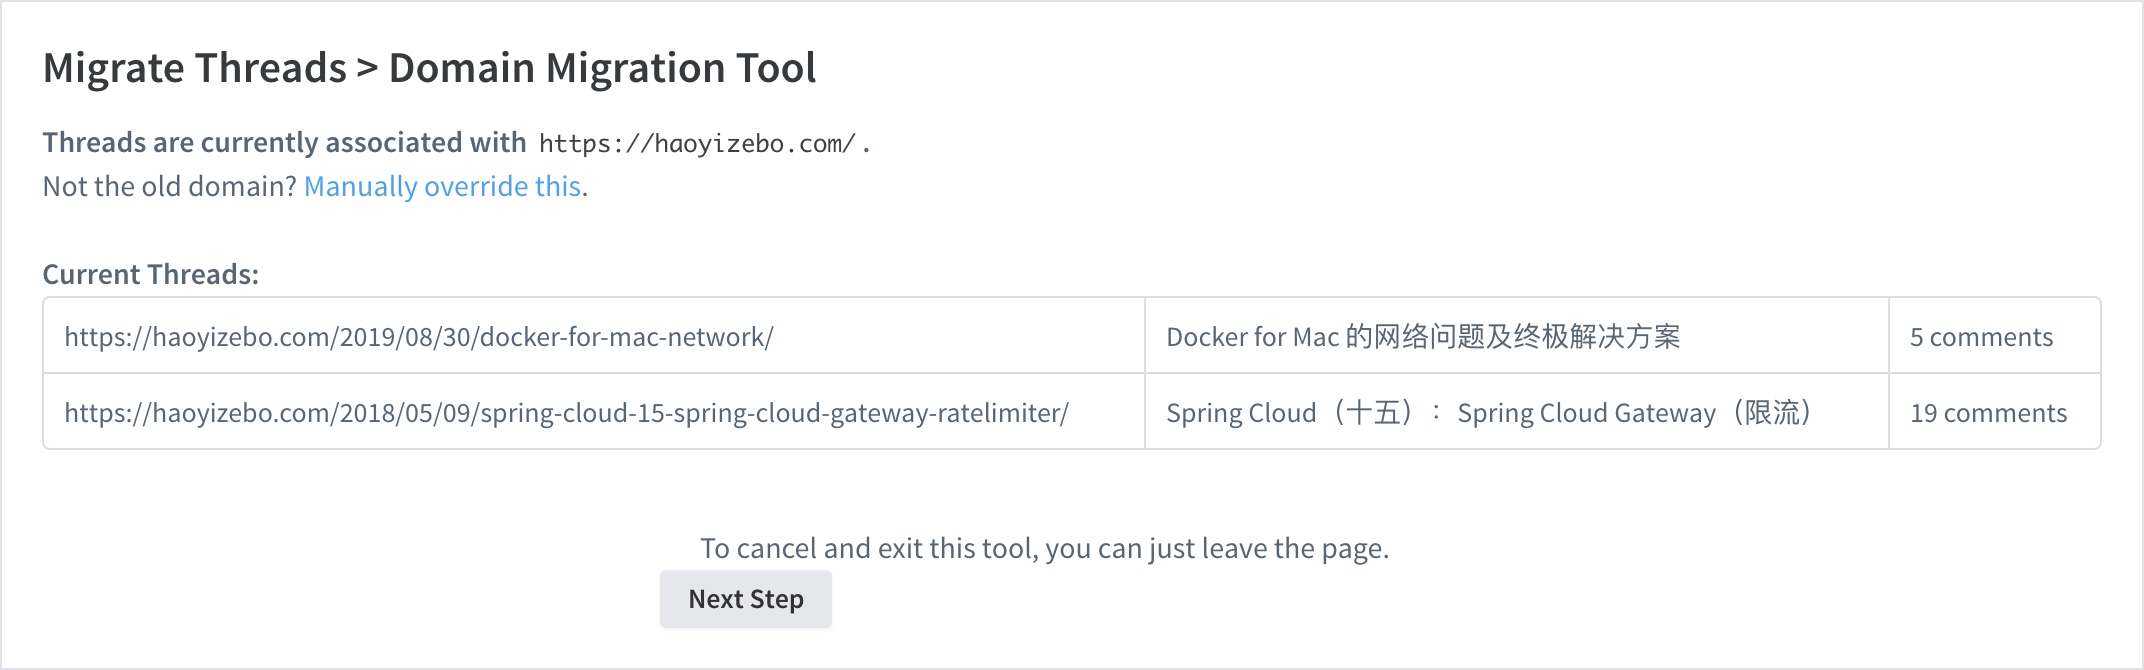 Migrate Threads > Domain Migration Tool
Threads are currently associated with https://haoyizebo.com/ .
Not the old domain? Manually override this.
Current Threads:
https://haoyizebo.com/2019/08/30/docker-for-mac-network/ Docker for Mac 的网络问题及终极解决方案 5 comments
https://haoyizebo.com/2018/05/09/spring-cloud-15-spring-cloud-gateway-ratelimiter/ Spring Cloud（十五）：Spring Cloud Gateway（限流） 19 comments
To cancel and exit this tool, you can just leave the page.
Next Step